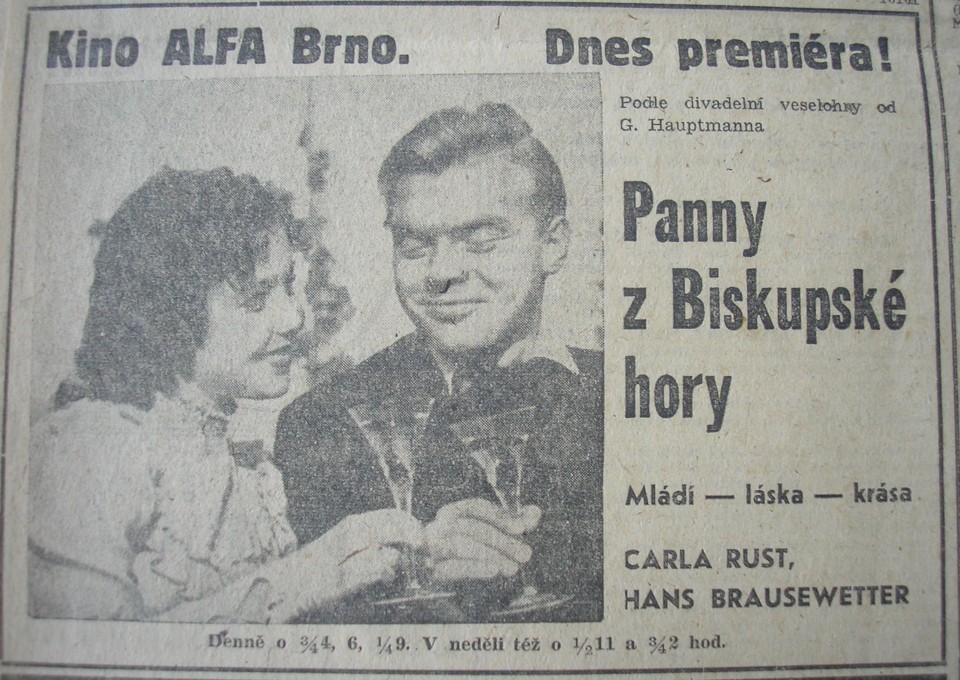 Kino ALFA Brno. Dnes premiéra!
Podle divadelní veselohry od
G. Hauptmanna
Panny
z Biskupské
hory
Mládí — láska — krása
CARLA RUST,
HANS BRAUSEWETTER
Denně o ¾4, 6, ¼9. V neděli též o ½11 a ¾2 hod.